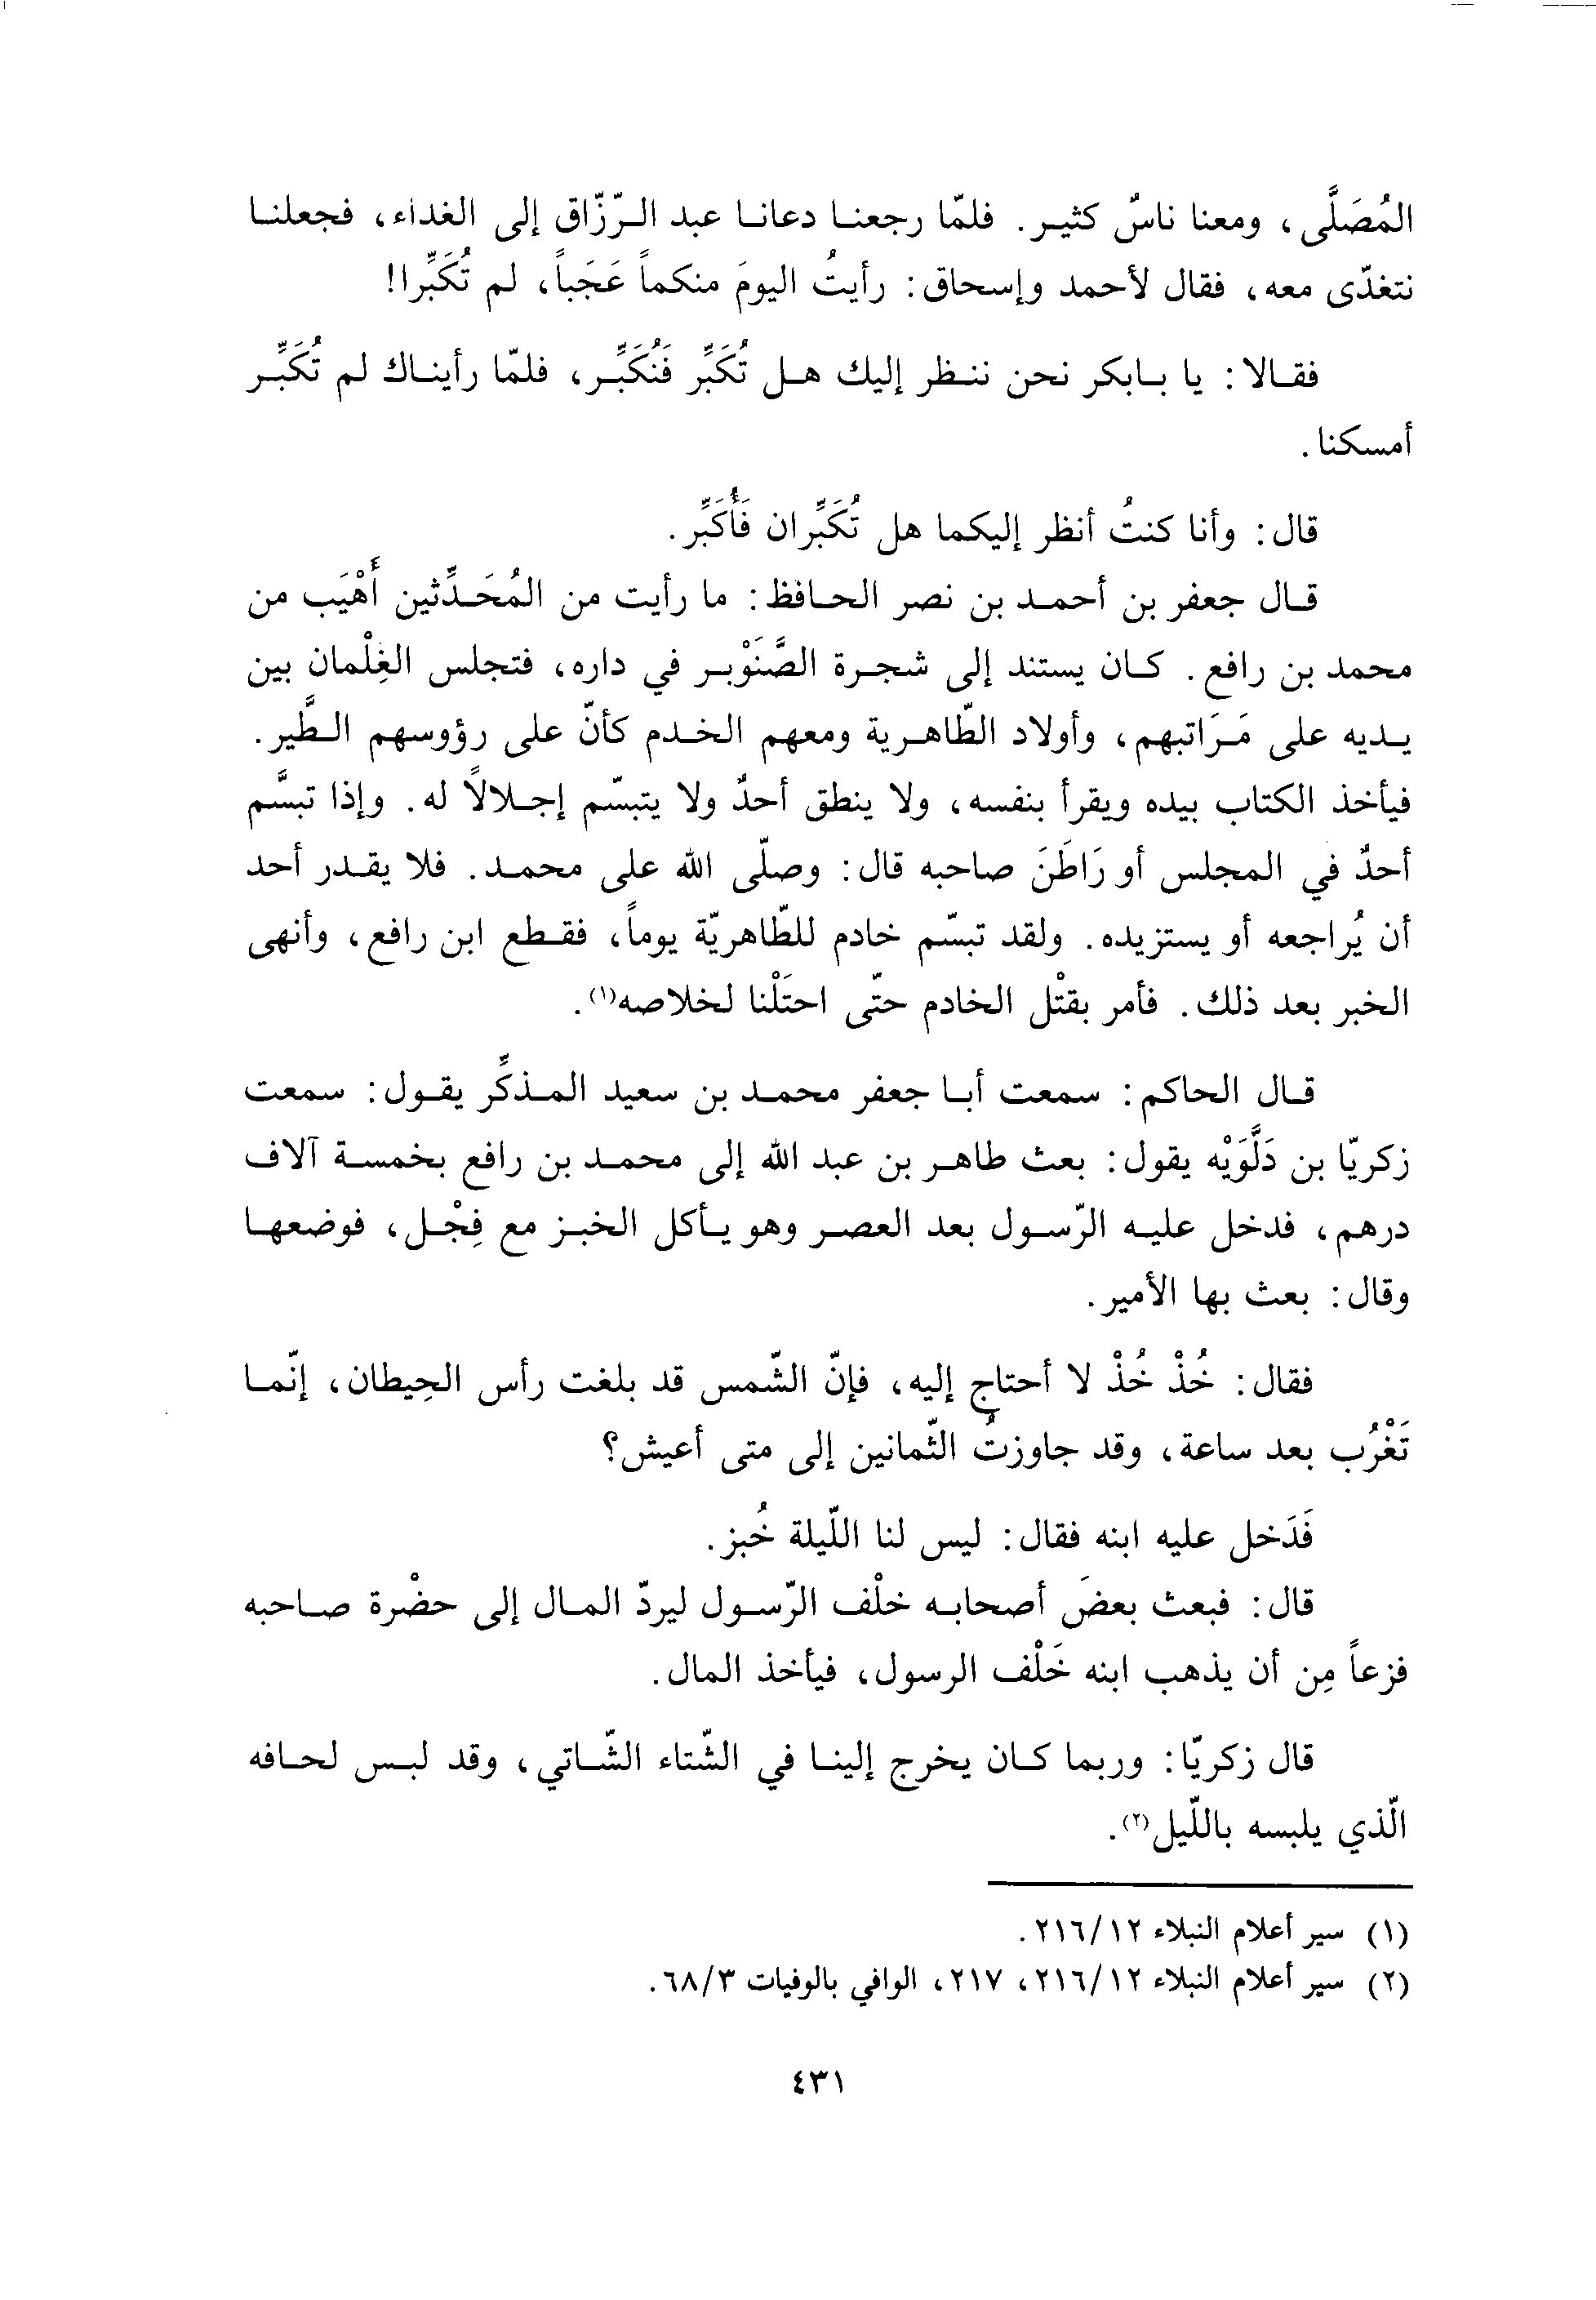 المُصَلَّى، ومعنا ناسٌ كثير. فلمّا رجعنا دعانا عبد الرّزّاق إلى الغداء، فجعلنا
نتغدّى معه، فقال لأحمد وإسحاق: رأيتُ اليومَ منكماً عَجَباً، لم تُكَبِّرا!
فقالا: يا بابكر نحن ننظر إليك هل تُكَبِّر فَنُكَبِّر، فلمّا رأيناك لم تُكَبِّر
أمسكنا.
قال: وأنا كنتُ أنظر إليكما هل تُكَبِّران فَأُكَبِّر.
قال جعفر بن أحمد بن نصر الحافظ: ما رأيت من المُحَدِّثين أَهْيَب من
محمد بن رافع. كان يستند إلى شجرة الصَّنَوْبر في داره، فتجلس الغِلْمان بين
يديه على مَرَاتبهم، وأولاد الطّاهرية ومعهم الخدم كأنّ على رؤوسهم الطَّير.
فيأخذ الكتاب بيده ويقرأ بنفسه، ولا ينطق أحدٌ ولا يتبسّم إجلالاً له. وإذا تبسَّم
أحدٌ في المجلس أو رَاطَنَ صاحبه قال: وصلّى الله على محمد. فلا يقدر أحد
أن يُراجعه أو يستزيده. ولقد تبسّم خادم للطّاهريّة يوماً، فقطع ابن رافع، وأنهى
الخبر بعد ذلك. فأمر بقتْل الخادم حتّى احتَلْنا لخلاصه(١).
قال الحاكم: سمعت أبا جعفر محمد بن سعيد المذكِّر يقول: سمعت
زكريّا بن دَلَّوَيْه يقول: بعث طاهر بن عبد الله إلى محمد بن رافع بخمسة آلاف
درهم، فدخل عليه الرّسول بعد العصر وهو يأكل الخبز مع فِجْل، فوضعها
وقال: بعث بها الأمير.
فقال: خُذْ خُذْ لا أحتاج إليه، فإنّ الشّمس قد بلغت رأس الحِيطان، إنّما
تَغْرُب بعد ساعة، وقد جاوزتُ الثّمانين إلى متى أعيش؟
فَدَخل عليه ابنه فقال: ليس لنا اللّيلة خُبز.
قال: فبعث بعضَ أصحابه خلْف الرّسول ليردّ المال إلى حضْرة صاحبه
فزعاً مِن أن يذهب ابنه خَلْف الرسول، فيأخذ المال.
قال زكريّا: وربما كان يخرج إلينا في الشّتاء الشّاتي، وقد لبس لحافه
الّذي يلبسه باللّيل(٢).
(١) سير أعلام النبلاء ٢١٦/١٢.
(٢) سير أعلام النبلاء ٢١٦/١٢، ٢١٧، الوافي بالوفيات ٦٨/٣.
٤٣١